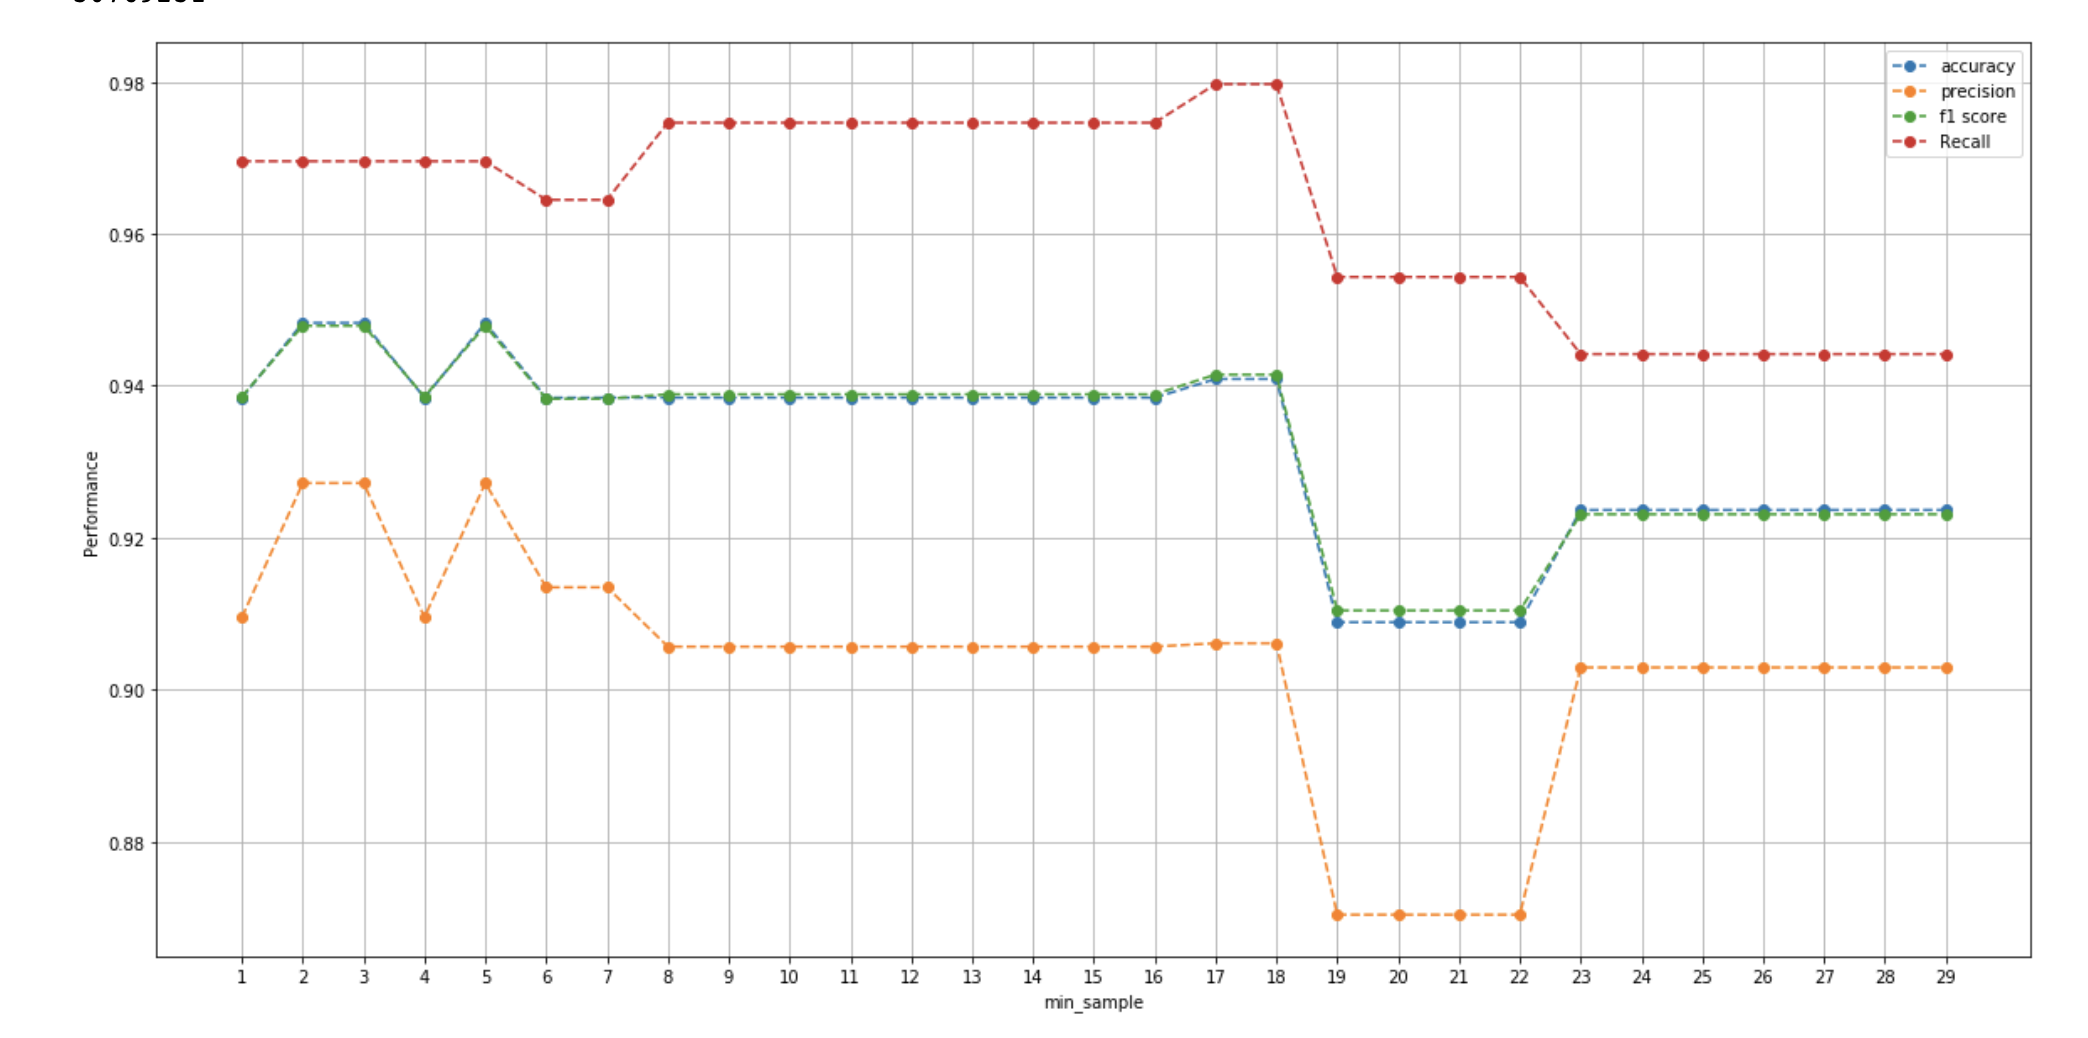 0.98
0.96
0.94
0.92
0.90
0.88
Performance
accuracy
precision
f1 score
Recall
1 2 3 4 5 6 7 8 9 10 11 12 13 14 15 16 17 18 19 20 21 22 23 24 25 26 27 28 29
min_sample